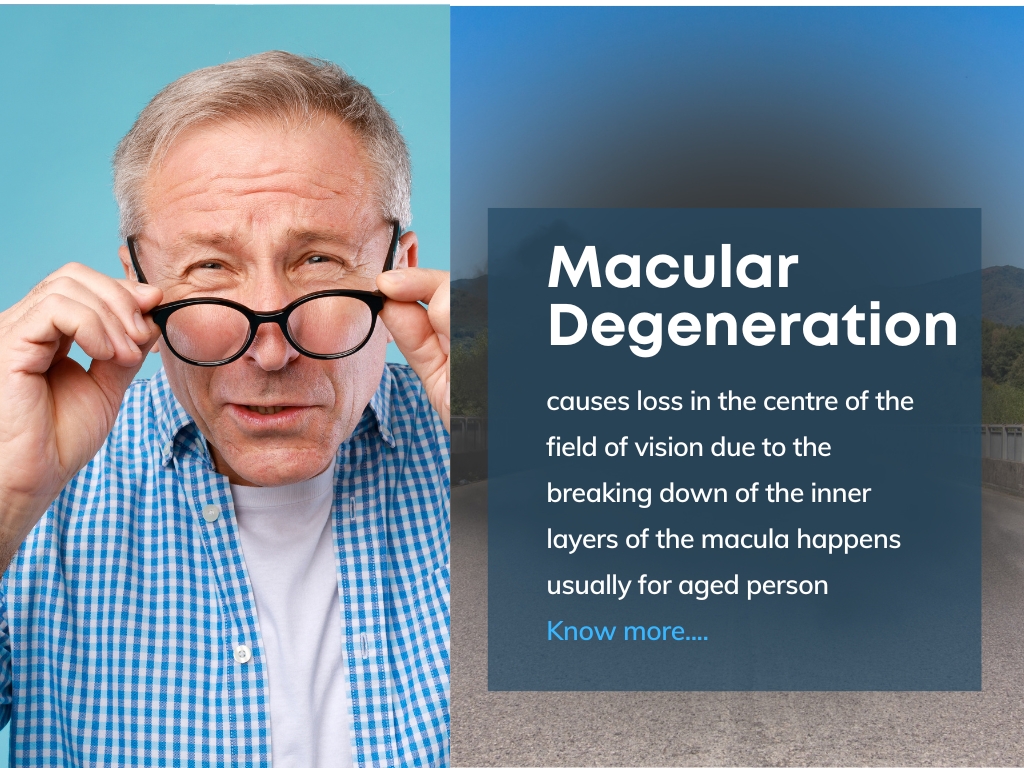 Macular
Degeneration
causes loss in the centre of the
field of vision due to the
breaking down of the inner
layers of the macula happens
usually for aged person
Know more....